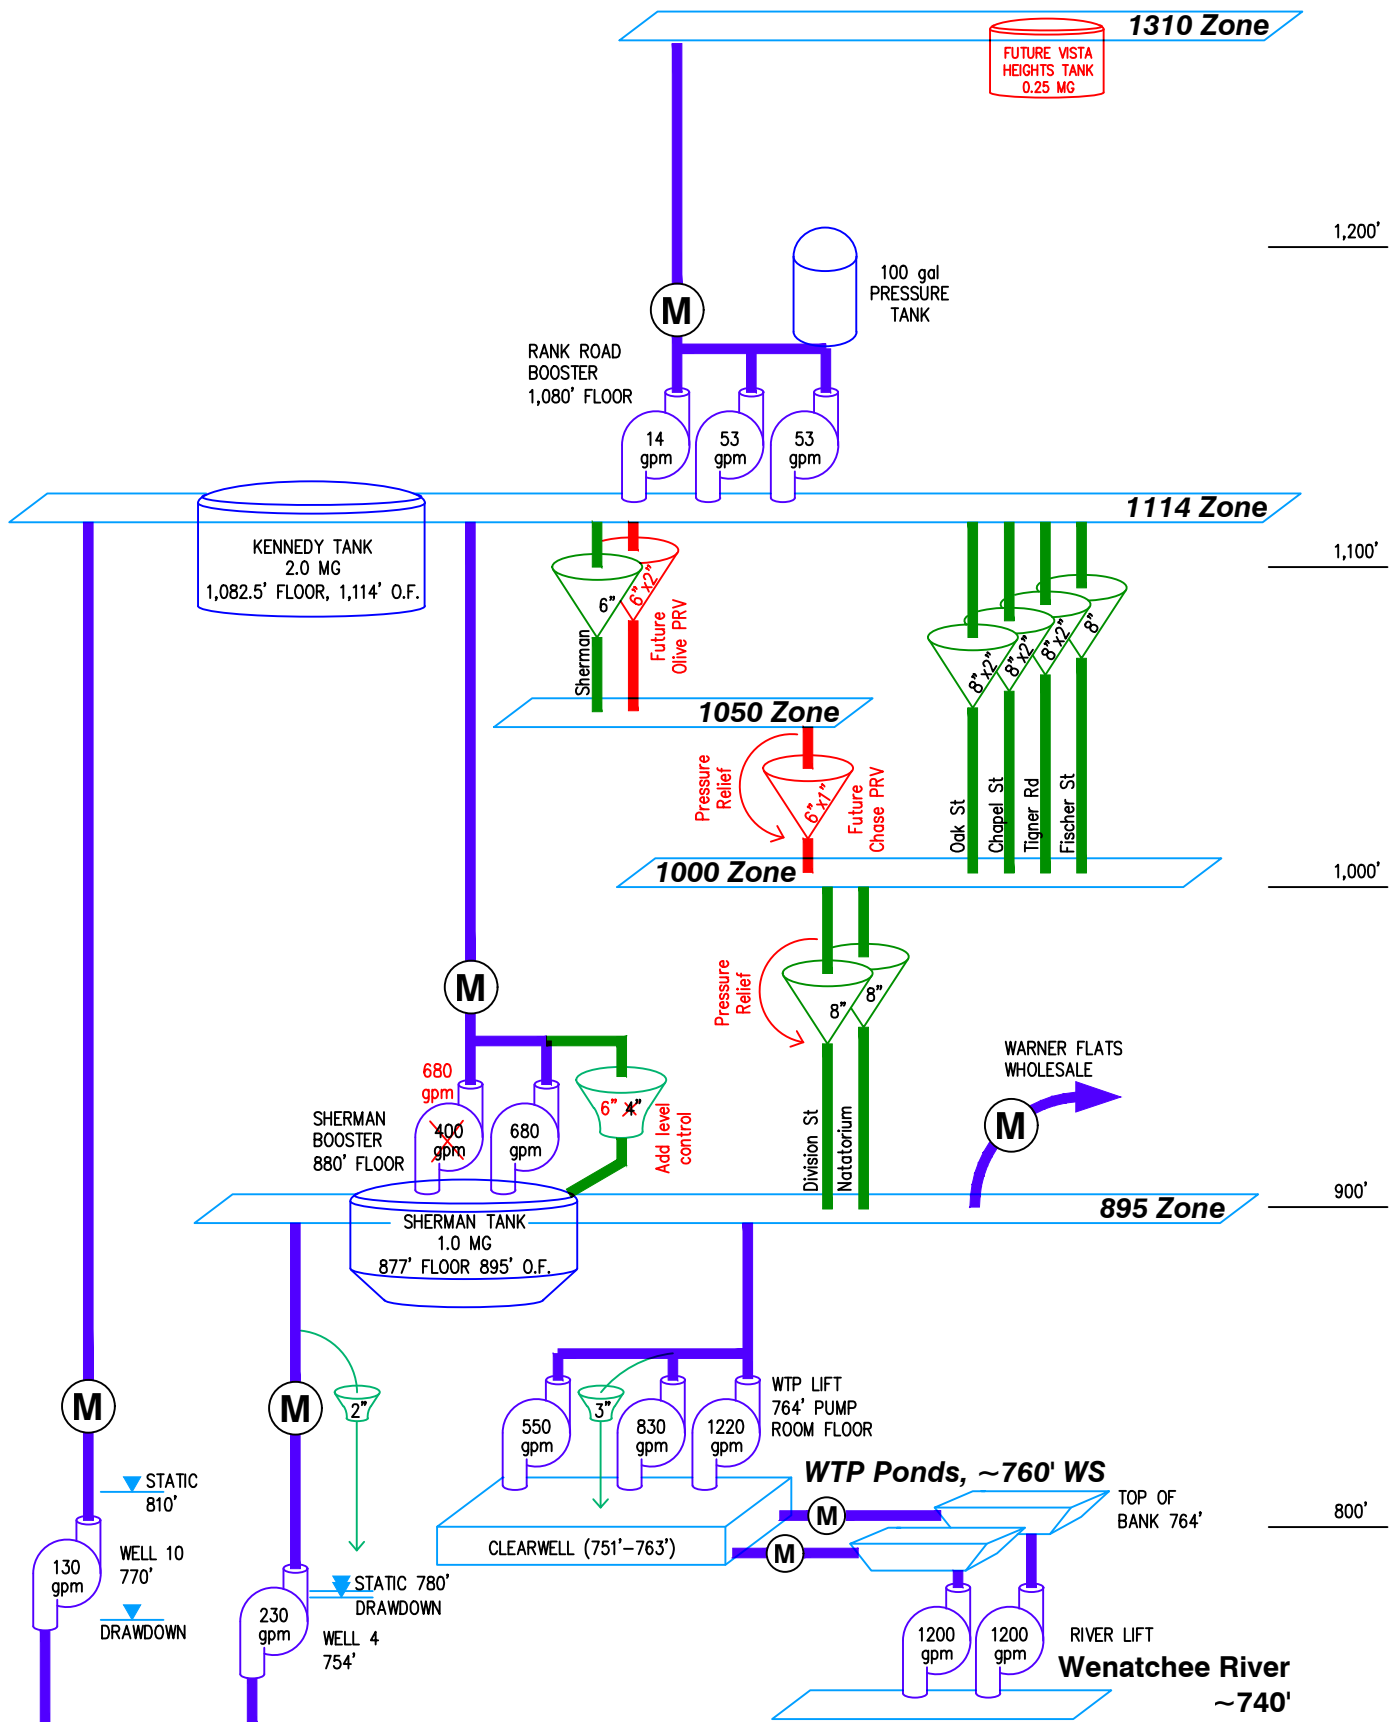 1310 Zone
FUTURE VISTA
HEIGHTS TANK
0.25 MG
1,200'
100 gal
PRESSURE
TANK
M
RANK ROAD
BOOSTER
1,080' FLOOR
14
gpm
53
gpm
53
gpm
1114 Zone
KENNEDY TANK
2.0 MG
1,082.5' FLOOR, 1,114' O.F.
1,100'
6"
6"x2"
Sherman
Future
Olive PRV
8"x2"
8"x2"
8"x2"
8"
1050 Zone
Pressure
Relief
6"x1"
Future
Chase PRV
Oak St
Chapel St
Tigner Rd
Fischer St
1000 Zone
1,000'
M
Pressure
Relief
8"
8"
Division St
Natatorium
WARNER FLATS
WHOLESALE
M
680
gpm
SHERMAN
BOOSTER
880' FLOOR
400
gpm
680
gpm
6" 4"
Add level
control
895 Zone
900'
SHERMAN TANK
1.0 MG
877' FLOOR 895' O.F.
M
M
2"
3"
550
gpm
830
gpm
1220
gpm
WTP LIFT
764' PUMP
ROOM FLOOR
STATIC
810'
WTP Ponds, ~760' WS
TOP OF
BANK 764'
800'
M
M
CLEARWELL (751'-763')
130
gpm
WELL 10
770'
DRAWDOWN
STATIC 780'
DRAWDOWN
230
gpm
WELL 4
754'
1200
gpm
1200
gpm
RIVER LIFT
Wenatchee River
~740'